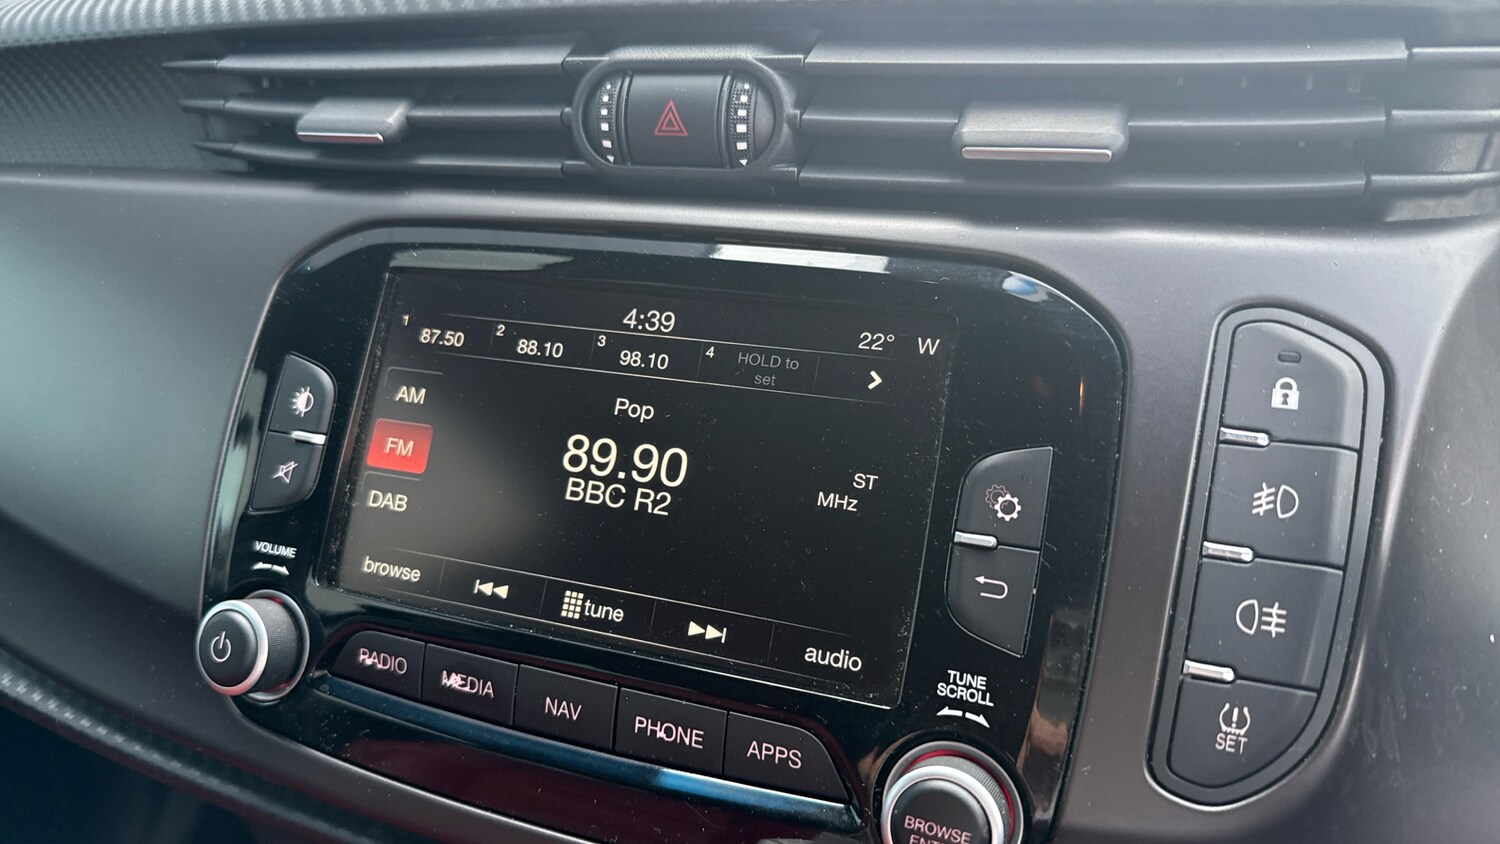 4:39
22° W
1 87.50 2 88.10 3 98.10 4 HOLD to
set
AM
Pop
FM
89.90
BBC R2
ST
MHz
DAB
browse
tune
audio
VOLUME
RADIO MEDIA NAV PHONE APPS
TUNE
SCROLL
BROWSE
SET